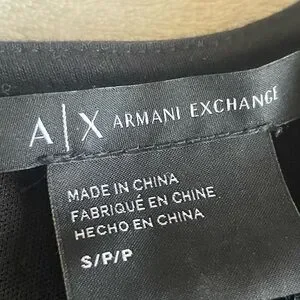 A|X ARMANI EXCHANGE
MADE IN CHINA
FABRIQUÉ EN CHINE
HECHO EN CHINA
S/P/P